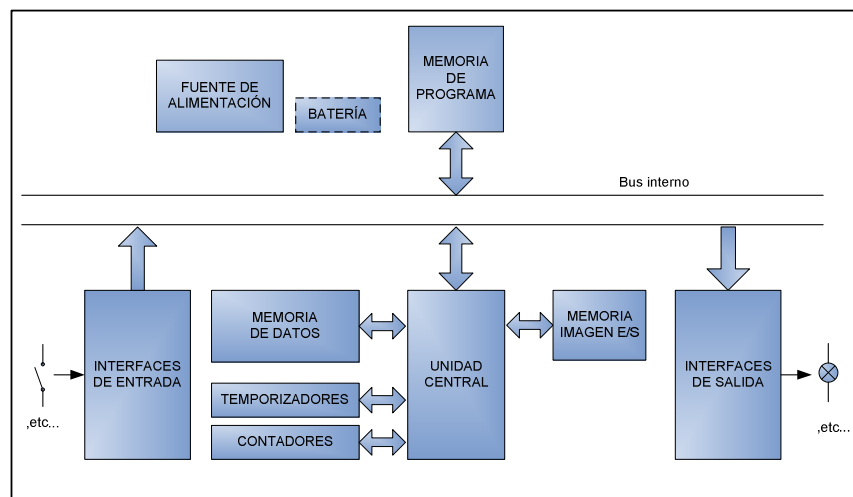 FUENTE DE
ALIMENTACIÓN
BATERÍA
MEMORIA
DE
PROGRAMA
Bus interno
INTERFACES
DE ENTRADA
,etc...
MEMORIA
DE DATOS
TEMPORIZADORES
CONTADORES
UNIDAD
CENTRAL
MEMORIA
IMAGEN E/S
INTERFACES
DE SALIDA
,etc...